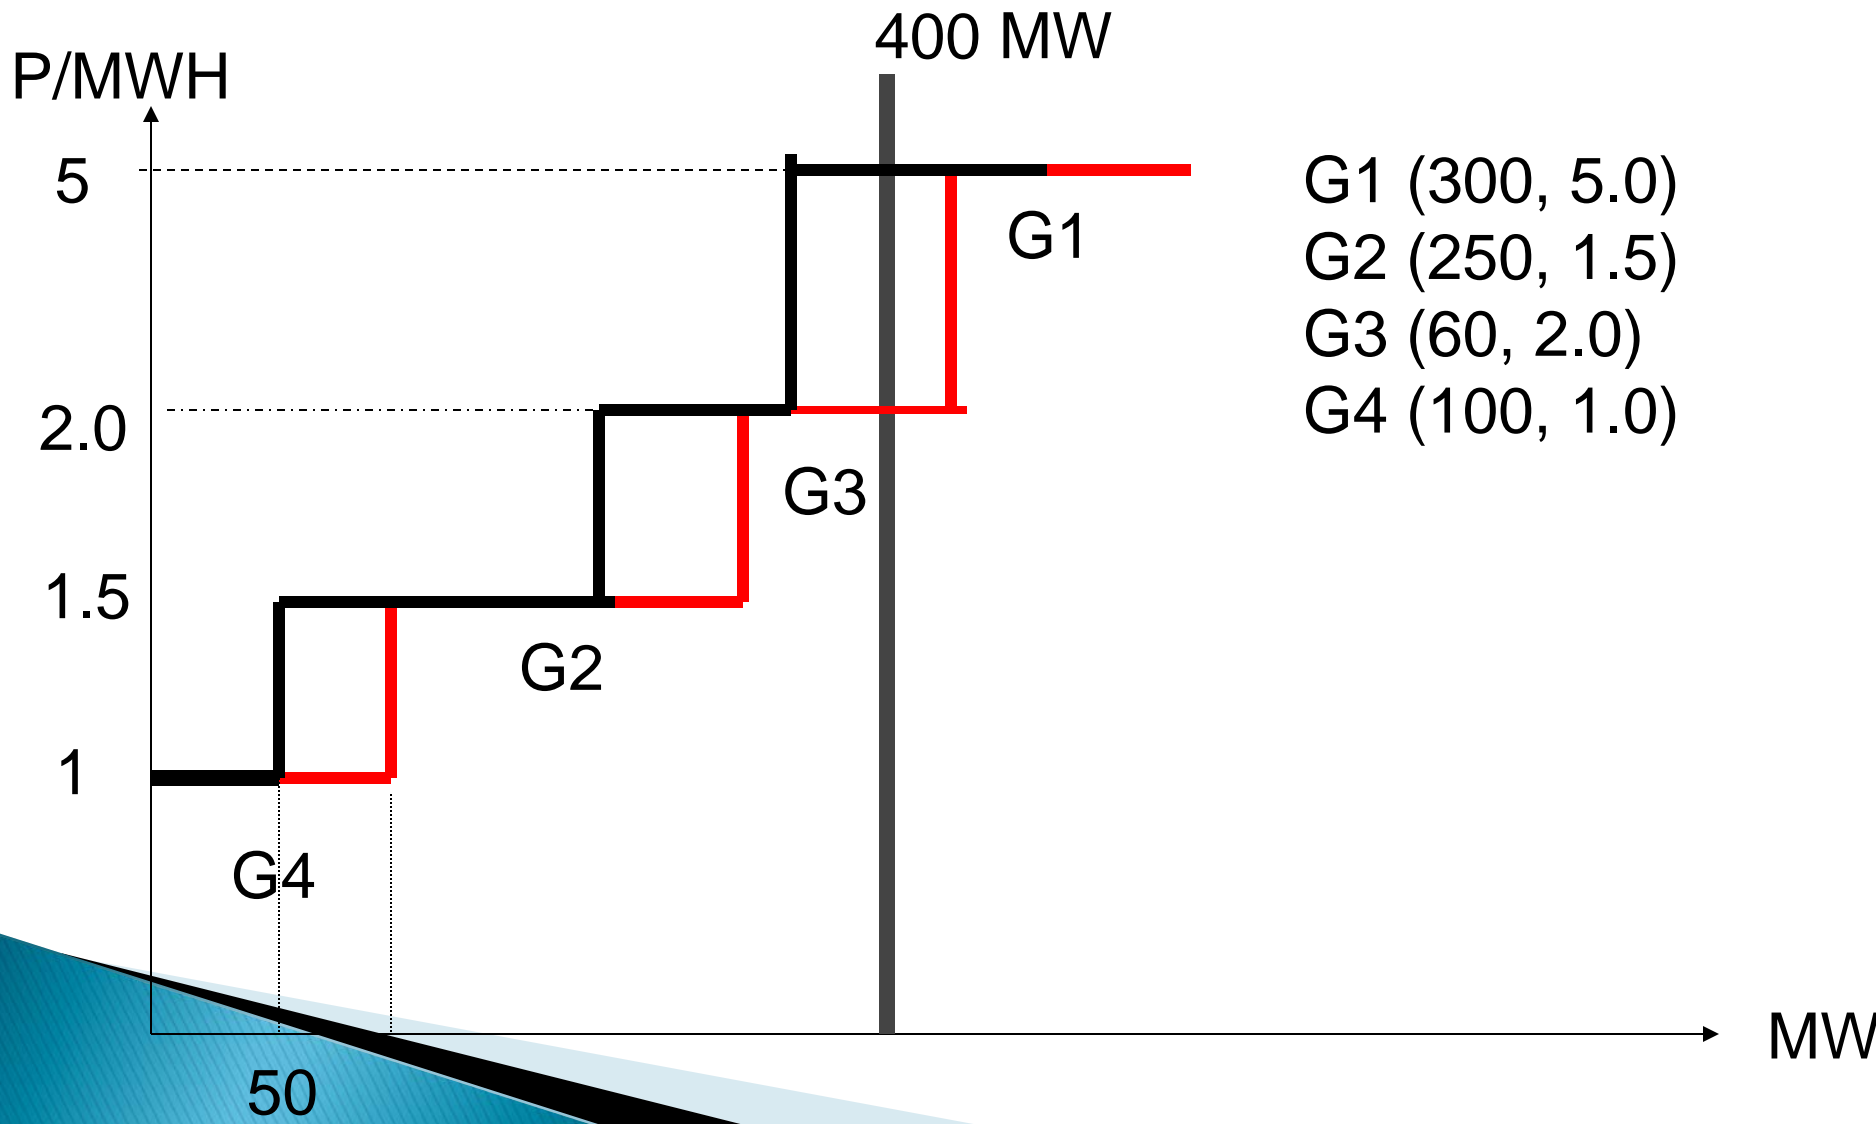 400 MW
P/MWH
5
G1 (300, 5.0)
G1
G2 (250, 1.5)
G3 (60, 2.0)
2.0
G4 (100, 1.0)
G3
1.5
G2
1
G4
MW
50